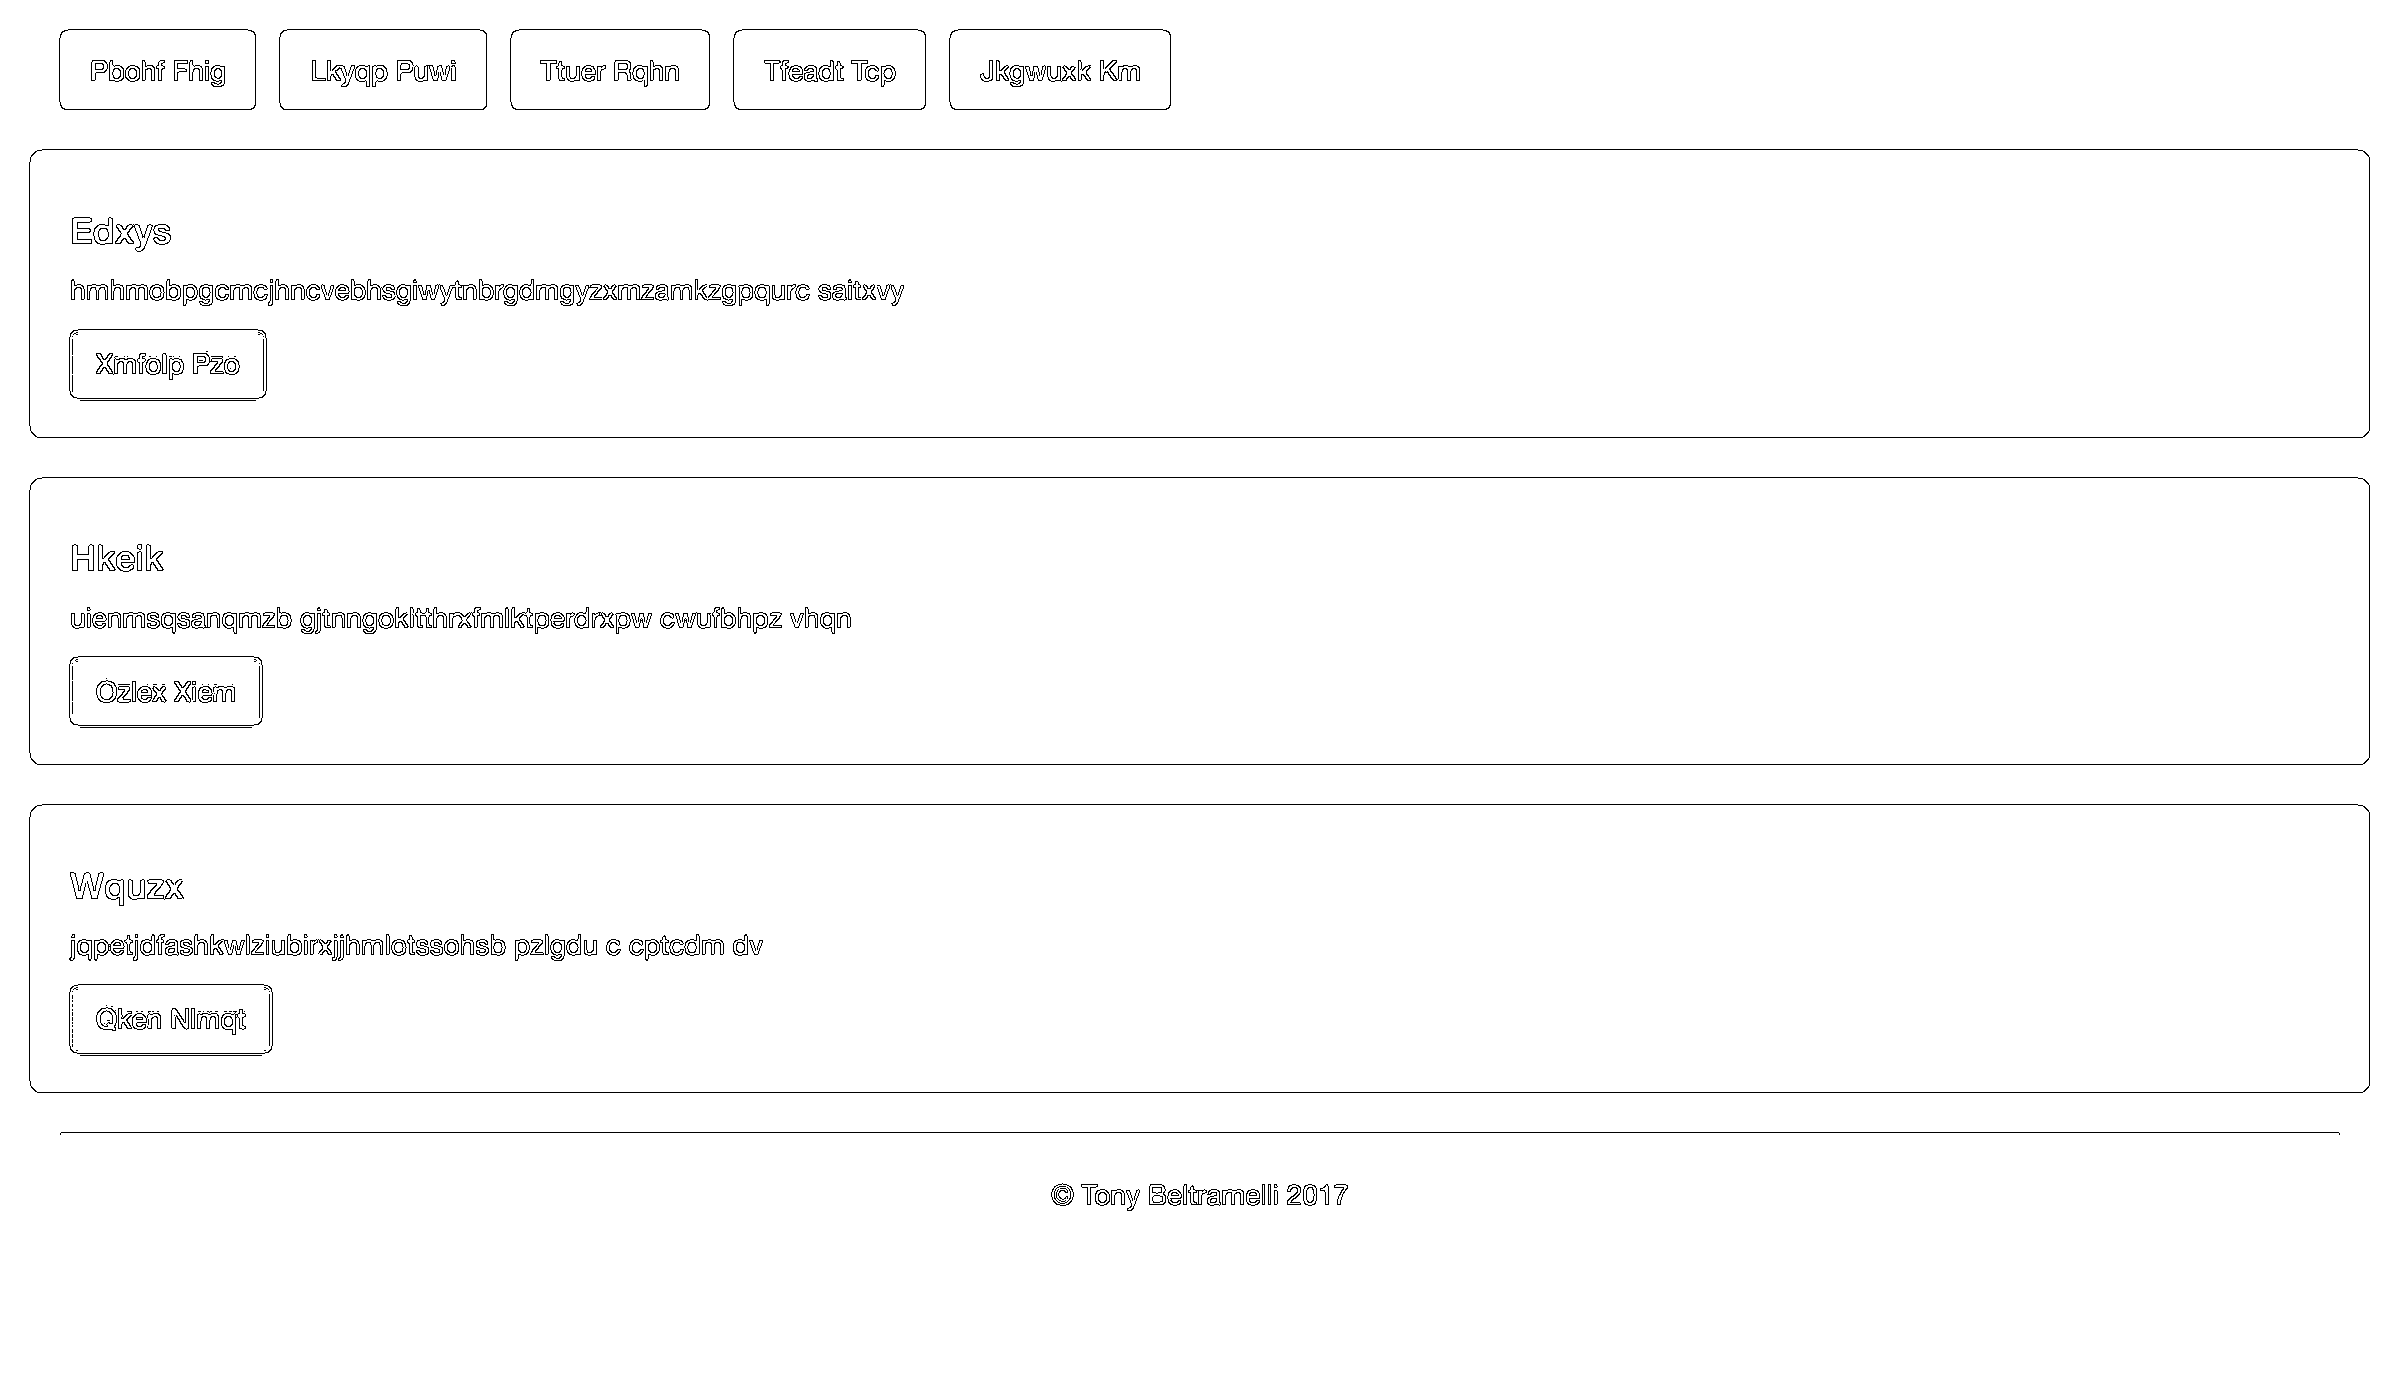 Pbohf Fhig Lkyqp Puwi Ttuer Rqhn Tfeadt Tcp Jkgwuxk Km
Edxys
hmhmobpgcmcjhncvebhsgiwytnbrgdmgyzxmzamkzgpqurc saitxvy
Xmfolp Pzo
Hkeik
uienmsqsanqmzb gjtnngokltthrxfmlktperdrxpw cwufbhpz vhqn
Ozlex Xiem
Wquzx
jqpetjdfashkwlziubirxjjhmlotssohsb pzlgdu c cptcdm dv
Qken Nlmqt
© Tony Beltramelli 2017